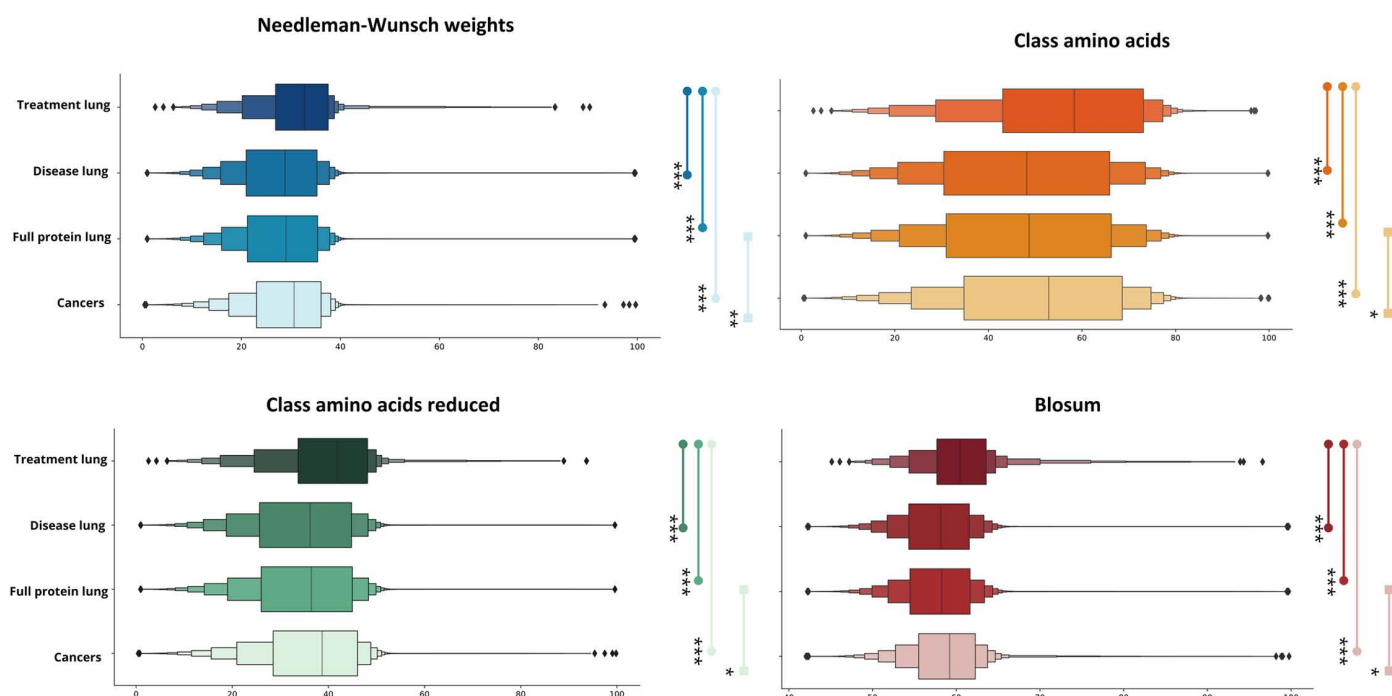 Needleman-Wunsch weights
Treatment lung
Disease lung
Full protein lung
Cancers
0 20 40 60 80 100
*** *** *** **
Class amino acids
0 20 40 60 80 100
*** *** *** *
Class amino acids reduced
Treatment lung
Disease lung
Full protein lung
Cancers
0 20 40 60 80 100
*** *** *** *
Blosum
*** *** *** *